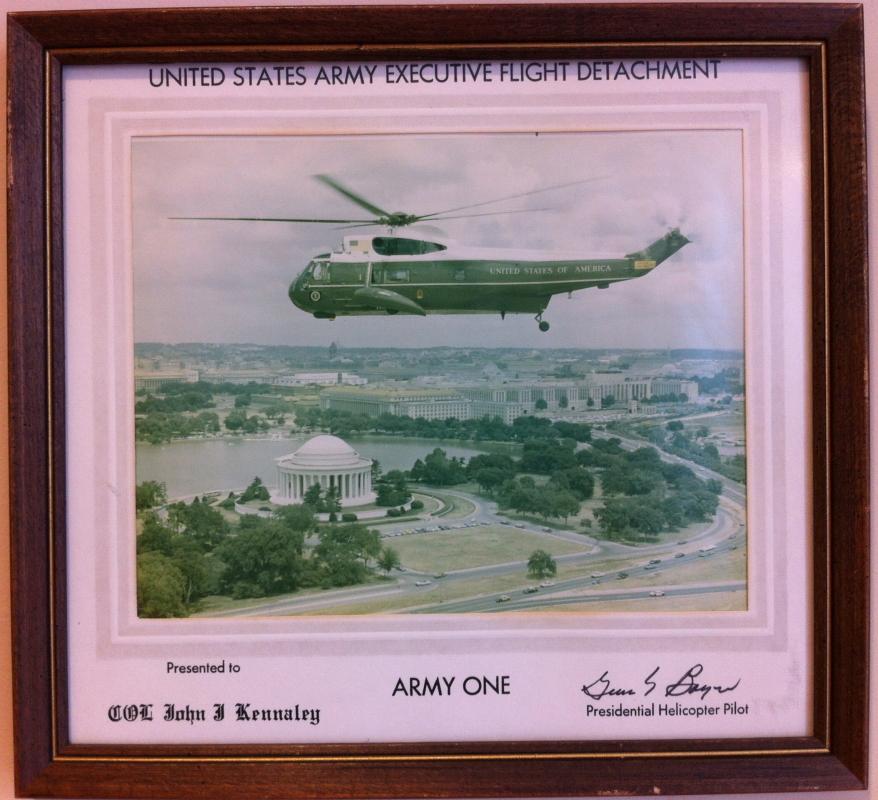 UNITED STATES ARMY EXECUTIVE FLIGHT DETACHMENT
UNITED STATES OF AMERICA
Presented to
COL John J Kennaley
ARMY ONE
Presidential Helicopter Pilot